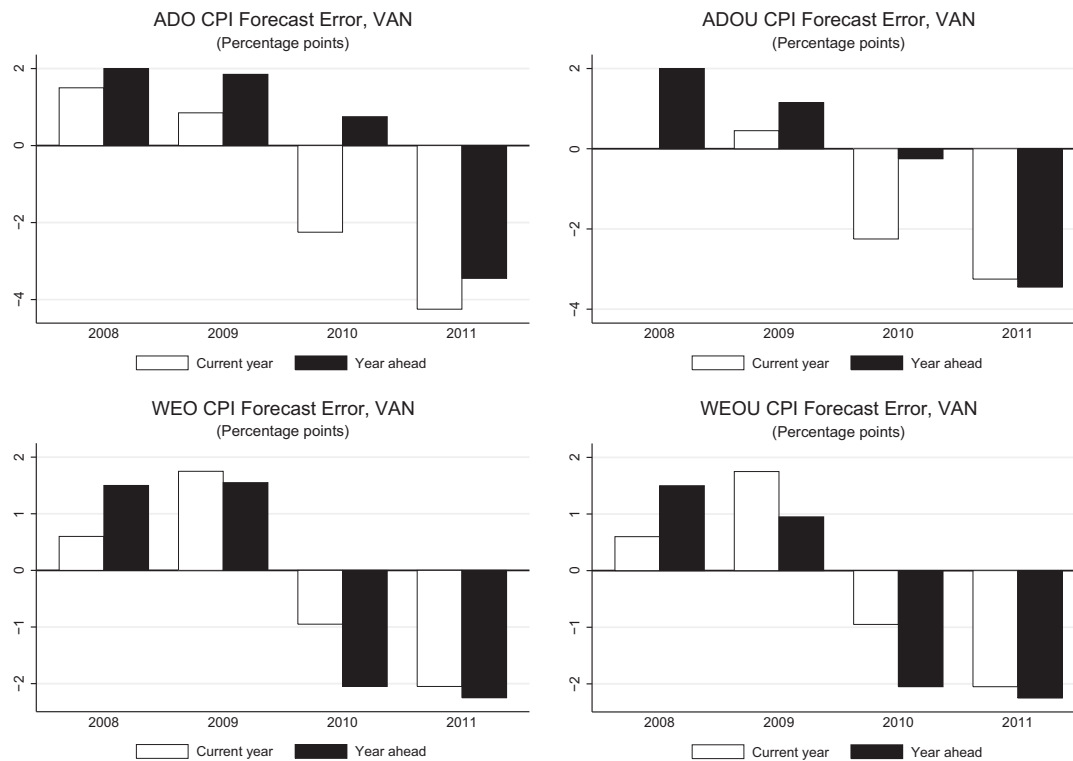 ADO CPI Forecast Error, VAN
(Percentage points)
2
0
−2
−4
2008 2009 2010 2011
Current year Year ahead
ADOU CPI Forecast Error, VAN
(Percentage points)
2
0
−2
−4
2008 2009 2010 2011
Current year Year ahead
WEO CPI Forecast Error, VAN
(Percentage points)
2
1
0
−1
−2
2008 2009 2010 2011
Current year Year ahead
WEOU CPI Forecast Error, VAN
(Percentage points)
2
1
0
−1
−2
2008 2009 2010 2011
Current year Year ahead